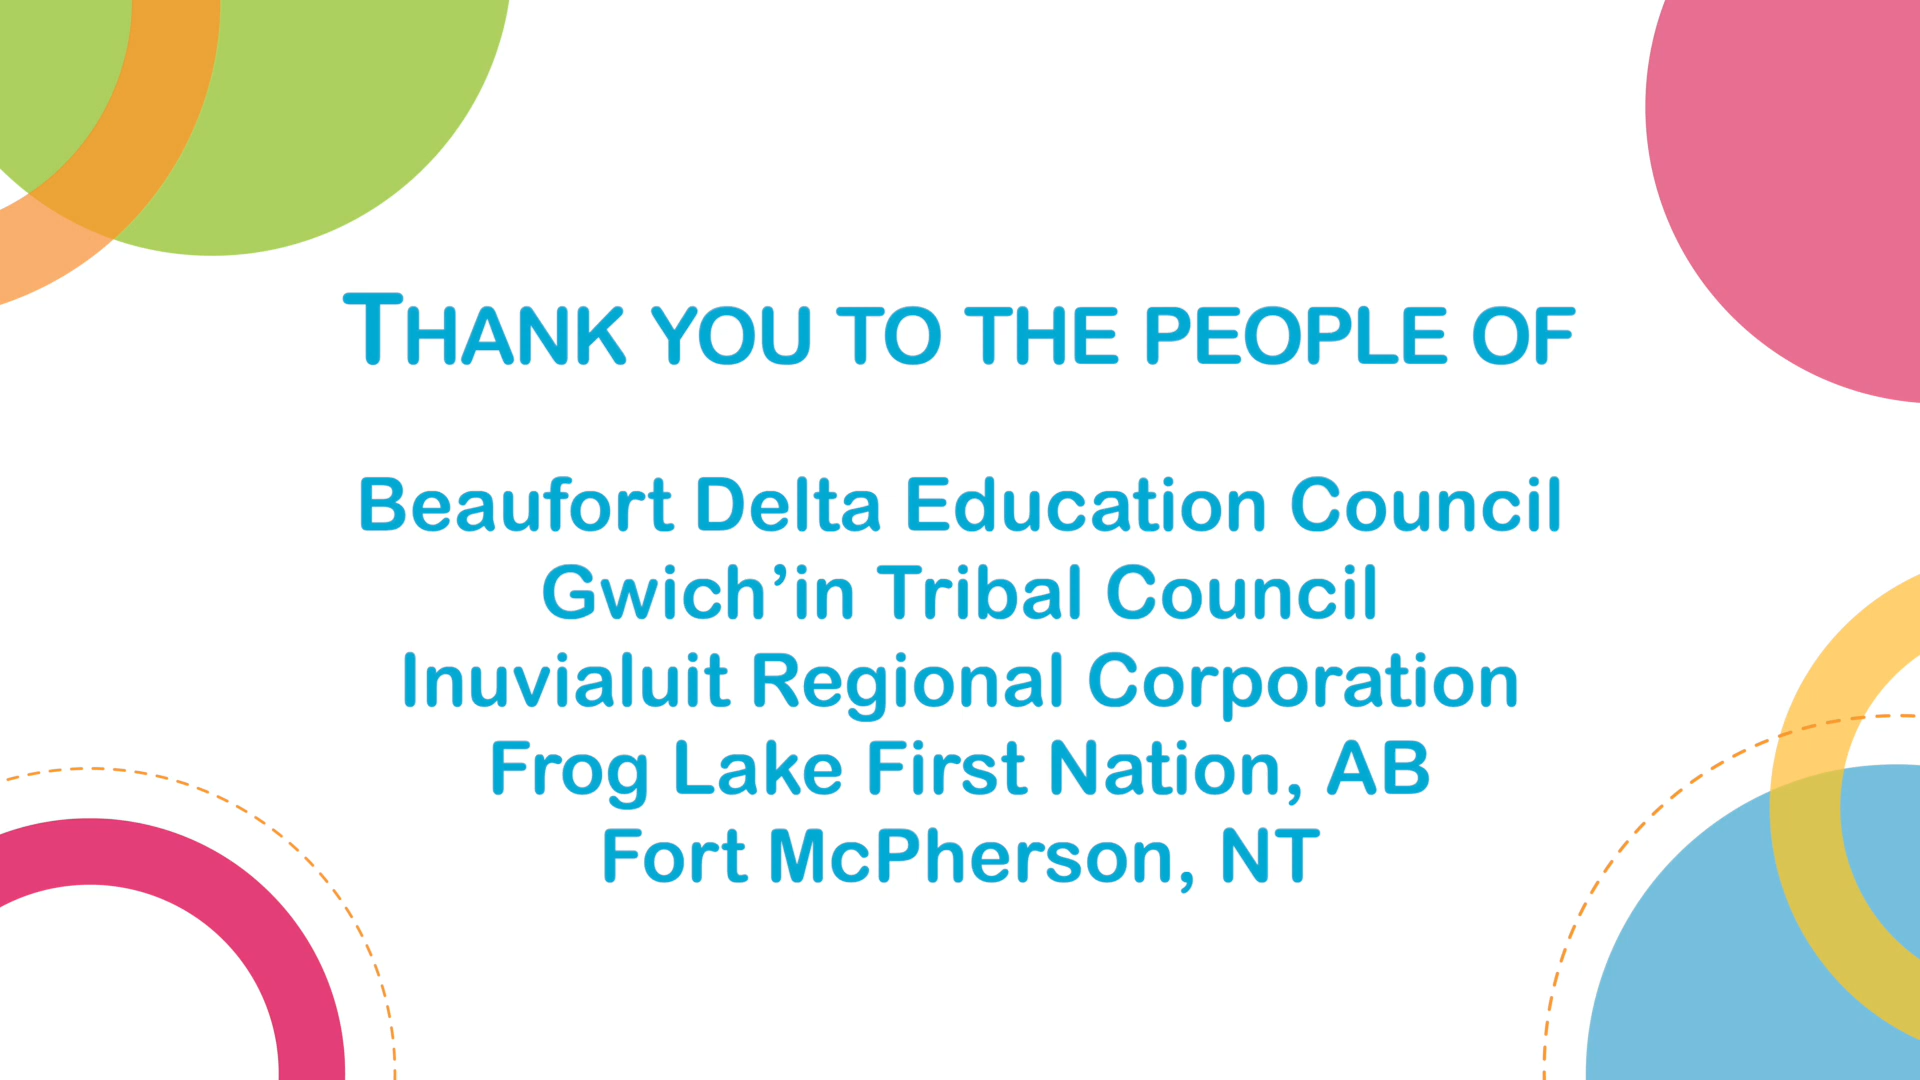 THANK YOU TO THE PEOPLE OF
Beaufort Delta Education Council
Gwich’in Tribal Council
Inuvialuit Regional Corporation
Frog Lake First Nation, AB
Fort McPherson, NT